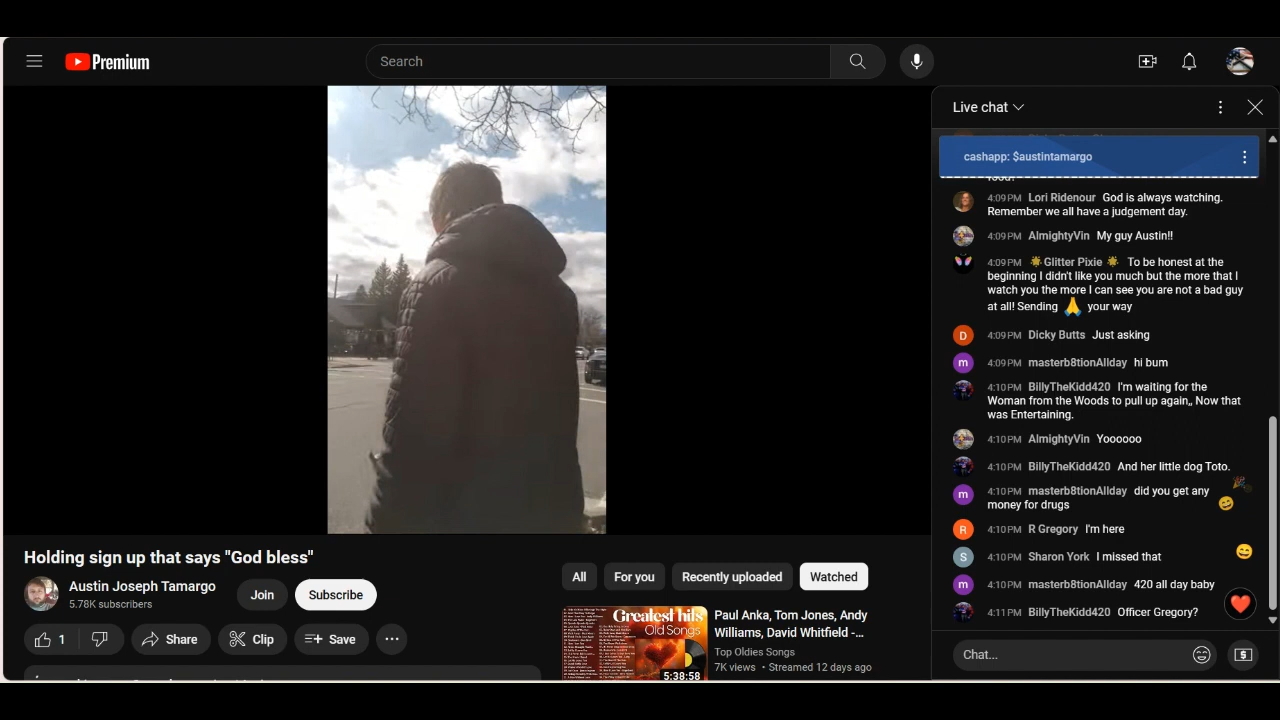 Premium
Search
Live chat
cashapp: $austintamargo
4:09 PM Lori Ridenour God is always watching.
Remember we all have a judgement day.
4:09 PM AlmightyVin My guy Austin!!
4:09 PM 🌟Glitter Pixie 🌟 To be honest at the
beginning I didn't like you much but the more that I
watch you the more I can see you are not a bad guy
at all! Sending 🙏 your way
D 4:09 PM Dicky Butts Just asking
m 4:09 PM masterb8tionAllday hi bum
4:10 PM BillyTheKidd420 I'm waiting for the
Woman from the Woods to pull up again,, Now that
was Entertaining.
4:10 PM AlmightyVin Yoooooo
4:10 PM BillyTheKidd420 And her little dog Toto.
m 4:10 PM masterb8tionAllday did you get any
money for drugs
R 4:10 PM R Gregory I'm here
S 4:10 PM Sharon York I missed that
m 4:10 PM masterb8tionAllday 420 all day baby
4:11 PM BillyTheKidd420 Officer Gregory?
Chat...
Holding sign up that says "God bless"
Austin Joseph Tamargo
5.78K subscribers
Join
Subscribe
1
Share
Clip
Save
All
For you
Recently uploaded
Watched
Greatest hits
Old Songs
5:38:58
Paul Anka, Tom Jones, Andy
Williams, David Whitfield -...
Top Oldies Songs
7K views • Streamed 12 days ago